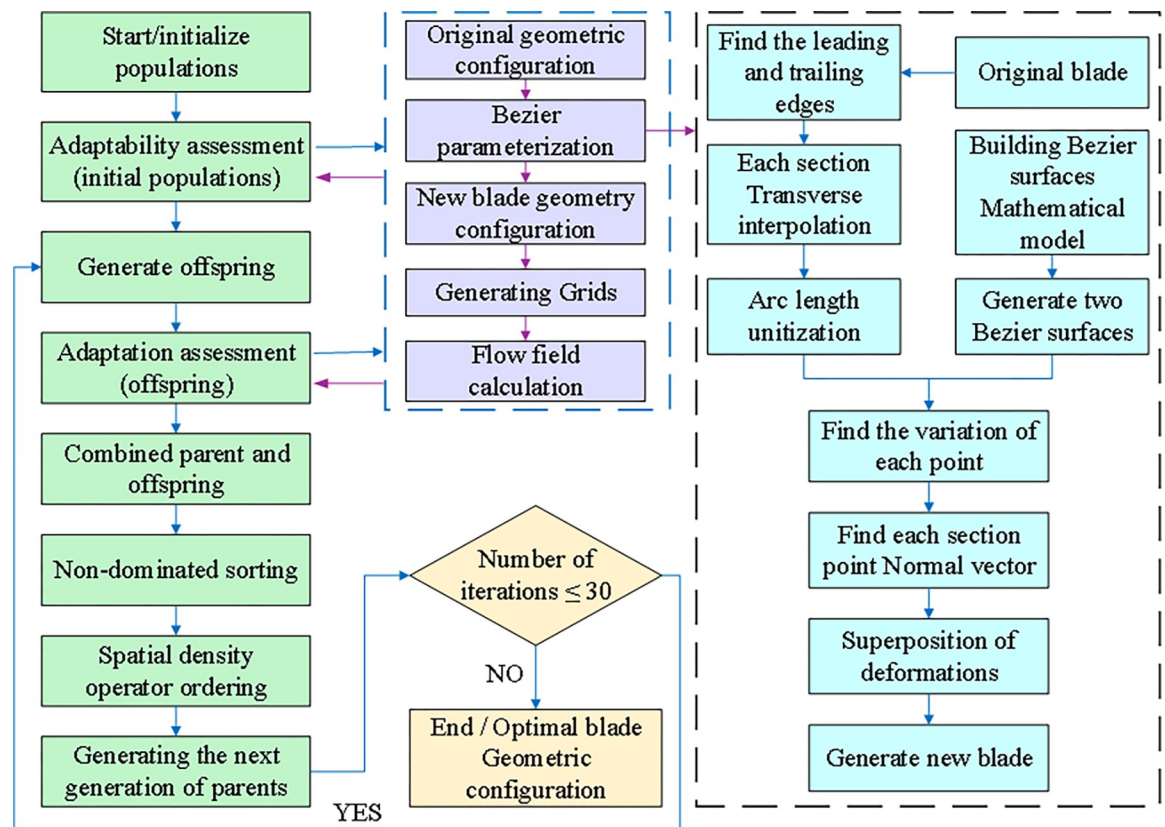 Start/initialize
populations
Adaptability assessment
(initial populations)
Generate offspring
Adaptation assessment
(offspring)
Combined parent and
offspring
Non-dominated sorting
Spatial density
operator ordering
Generating the next
generation of parents
Original geometric
configuration
Bezier
parameterization
New blade geometry
configuration
Generating Grids
Flow field
calculation
Number of
iterations ≤ 30
NO
YES
End / Optimal blade
Geometric
configuration
Find the leading
and trailing
edges
Original blade
Each section
Transverse
interpolation
Building Bezier
surfaces
Mathematical
model
Arc length
unitization
Generate two
Bezier surfaces
Find the variation of
each point
Find each section
point Normal vector
Superposition of
deformations
Generate new blade